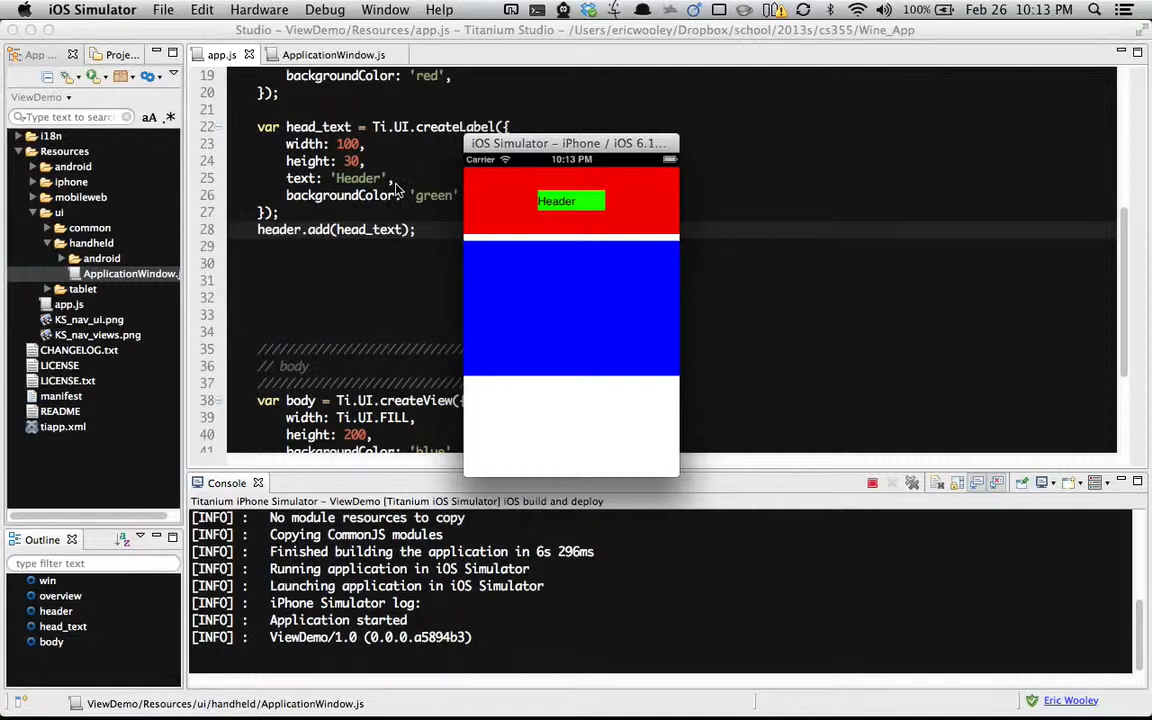 iOS Simulator File Edit Hardware Debug Window Help 100% Feb 26 10:13 PM
Studio – ViewDemo/Resources/app.js – Titanium Studio – /Users/ericwooley/Dropbox/school/2013s/cs355/Wine_App
App ...
Proje...
app.js
ApplicationWindow.js
ViewDemo
Type text to search
aA .*
i18n
Resources
android
iphone
mobileweb
ui
common
handheld
android
ApplicationWindow.j
tablet
app.js
KS_nav_ui.png
KS_nav_views.png
CHANGELOG.txt
LICENSE
LICENSE.txt
manifest
README
tiapp.xml
19 backgroundColor: 'red',
20 });
21
22 var head_text = Ti.UI.createLabel({
23 width: 100,
24 height: 30,
25 text: 'Header',
26 backgroundColor: 'green'
27 });
28 header.add(head_text);
29
30
31
32
33
34
35 /////////////////////////////
36 // body
37 /////////////////////////////
38 var body = Ti.UI.createView({
39 width: Ti.UI.FILL,
40 height: 200,
41 backgroundColor: 'blue'
iOS Simulator – iPhone / iOS 6.1...
Carrier 10:13 PM
Header
Outline
type filter text
win
overview
header
head_text
body
Console
Titanium iPhone Simulator – ViewDemo [Titanium iOS Simulator] iOS build and deploy
[INFO] : No module resources to copy
[INFO] : Copying CommonJS modules
[INFO] : Finished building the application in 6s 296ms
[INFO] : Running application in iOS Simulator
[INFO] : Launching application in iOS Simulator
[INFO] : iPhone Simulator log:
[INFO] : Application started
[INFO] : ViewDemo/1.0 (0.0.0.a5894b3)
ViewDemo/Resources/ui/handheld/ApplicationWindow.js
Eric Wooley